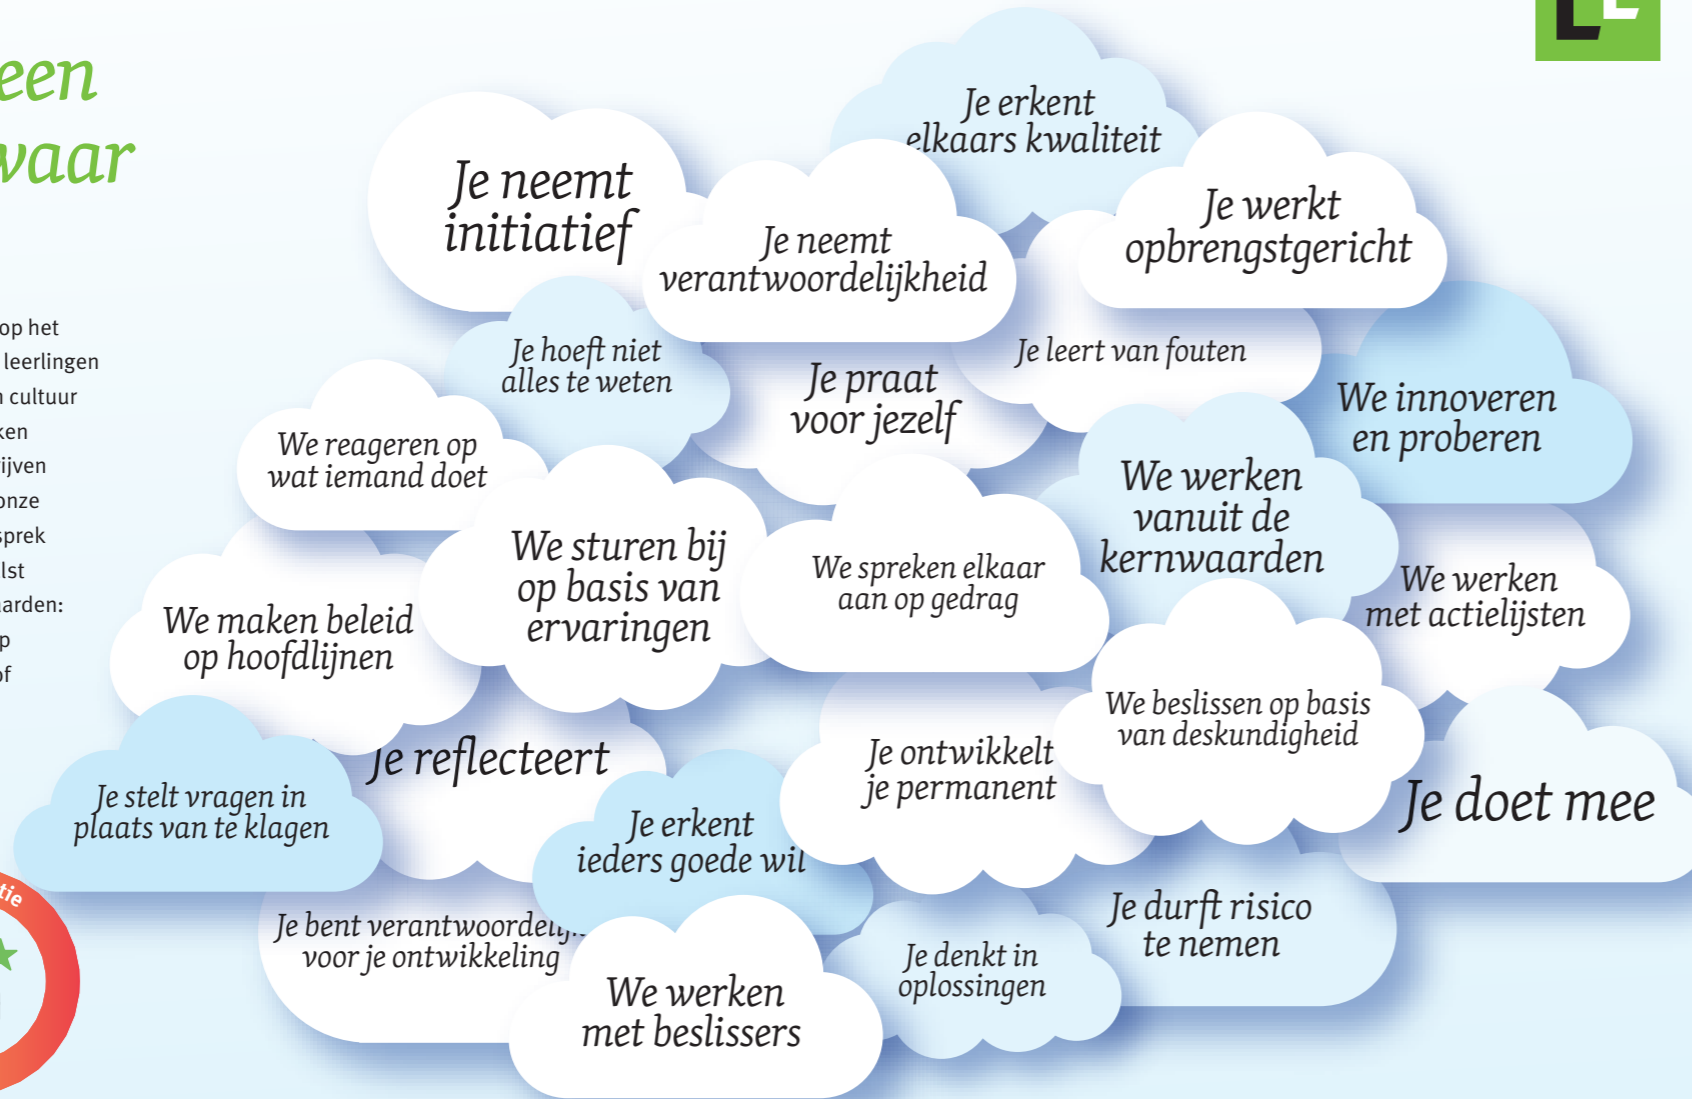 een
waar
op het
leerlingen
cultuur
onze
Je erkent
elkaars kwaliteit
Je neemt
initiatief
Je neemt
verantwoordelijkheid
Je werkt
opbrengstgericht
Je hoeft niet
alles te weten
Je praat
voor jezelf
Je leert van fouten
We innoveren
en proberen
We reageren op
wat iemand doet
We werken
vanuit de
kernwaarden
We sturen bij
op basis van
ervaringen
We spreken elkaar
aan op gedrag
We werken
met actielijsten
We maken beleid
op hoofdlijnen
We beslissen op basis
van deskundigheid
Je reflecteert
Je ontwikkelt
je permanent
Je stelt vragen in
plaats van te klagen
Je erkent
ieders goede wil
Je doet mee
Je bent
voor je ontwikkeling
Je denkt in
oplossingen
Je durft risico
te nemen
We werken
met beslissers